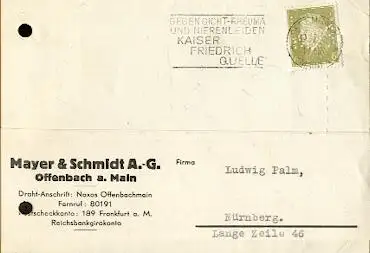 GEGEN GICHT-RHEUMA
UND NIERENLEIDEN
KAISER
FRIEDRICH
QUELLE
Mayer & Schmidt A.-G.
Offenbach a. Main
Draht-Anschrift: Naxos Offenbachmain
Fernruf: 80191
Postscheckkonto: 189 Frankfurt a. M.
Reichsbankgirokonto
Firma
Ludwig Palm,
Nürnberg.
Lange Zeile 46